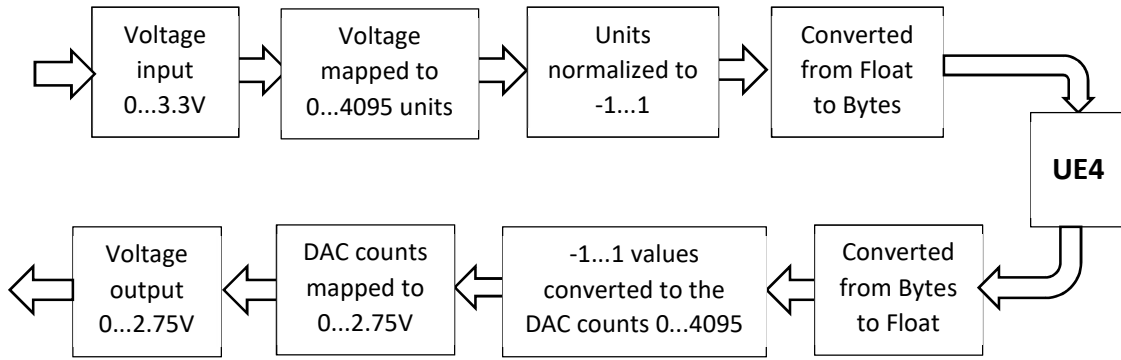 Voltage
input
0...3.3V
Voltage
mapped to
0...4095 units
Units
normalized to
-1...1
Converted
from Float
to Bytes
UE4
Converted
from Bytes
to Float
-1...1 values
converted to the
DAC counts 0...4095
DAC counts
mapped to
0...2.75V
Voltage
output
0...2.75V